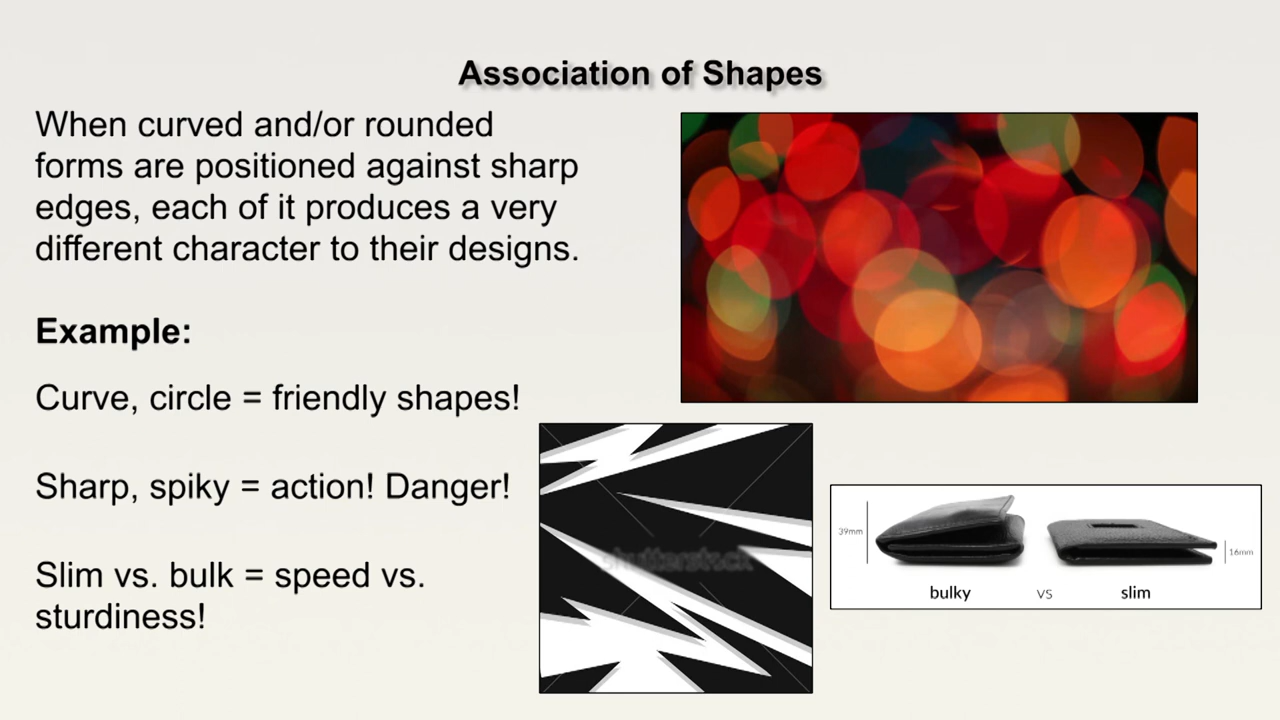 Association of Shapes
When curved and/or rounded
forms are positioned against sharp
edges, each of it produces a very
different character to their designs.
Example:
Curve, circle = friendly shapes!
Sharp, spiky = action! Danger!
Slim vs. bulk = speed vs.
sturdiness!
shutterstock
39mm
16mm
bulky vs slim